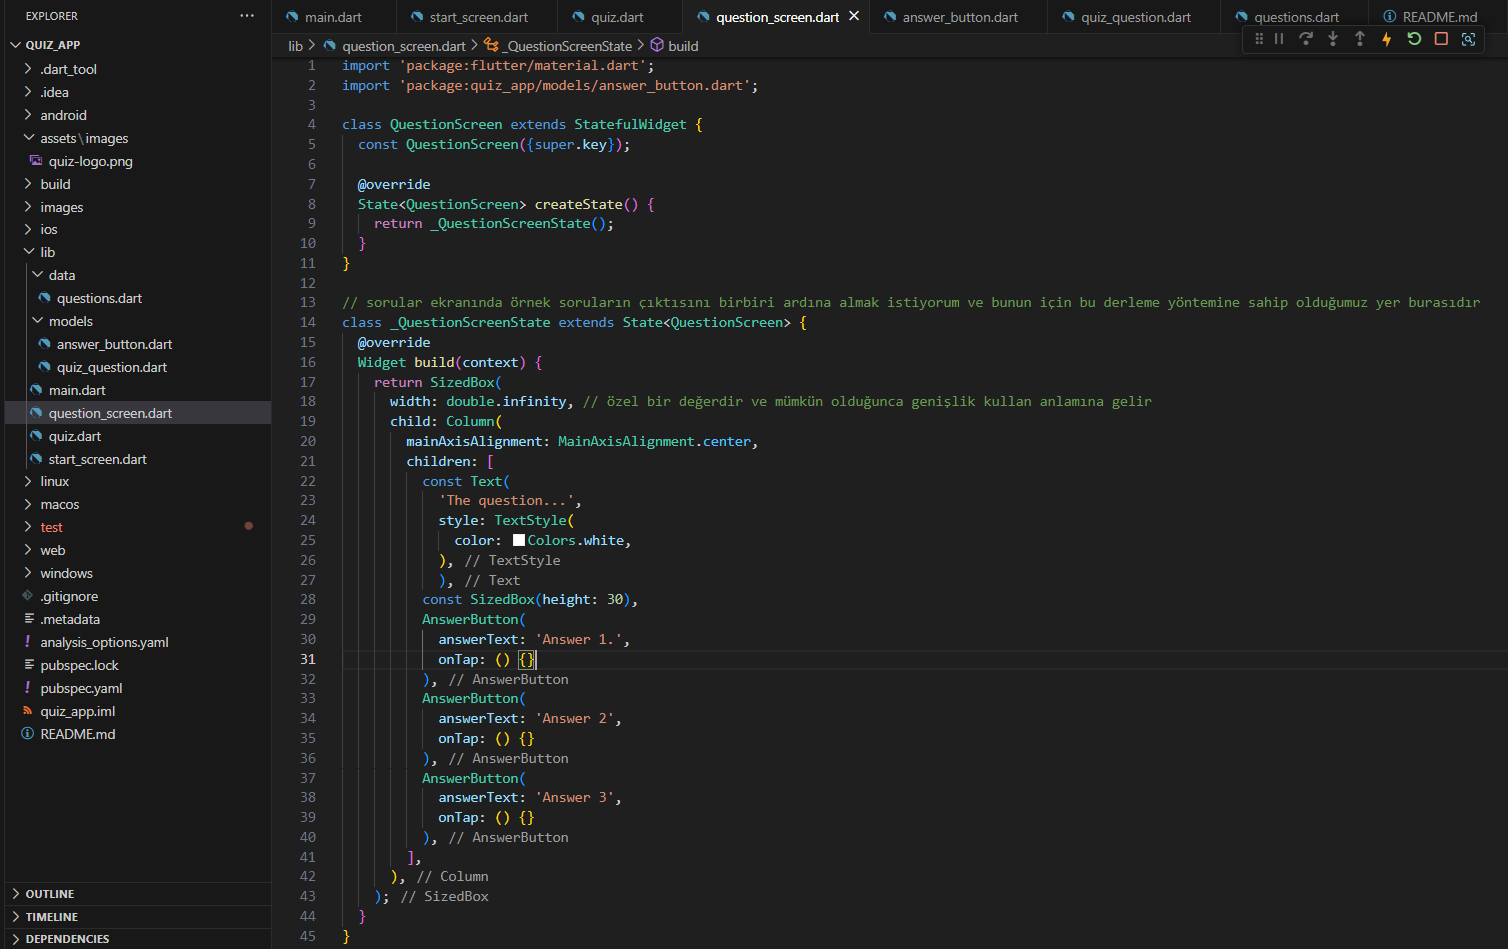 EXPLORER ...
QUIZ_APP
.dart_tool
.idea
android
assets\images
quiz-logo.png
build
images
ios
lib
data
questions.dart
models
answer_button.dart
quiz_question.dart
main.dart
question_screen.dart
quiz.dart
start_screen.dart
linux
macos
test
web
windows
.gitignore
.metadata
analysis_options.yaml
pubspec.lock
pubspec.yaml
quiz_app.iml
README.md
OUTLINE
TIMELINE
DEPENDENCIES
main.dart start_screen.dart quiz.dart question_screen.dart answer_button.dart quiz_question.dart questions.dart README.md
lib > question_screen.dart > _QuestionScreenState > build
1 import 'package:flutter/material.dart';
2 import 'package:quiz_app/models/answer_button.dart';
3
4 class QuestionScreen extends StatefulWidget {
5 const QuestionScreen({super.key});
6
7 @override
8 State<QuestionScreen> createState() {
9 return _QuestionScreenState();
10 }
11 }
12
13 // sorular ekranında örnek soruların çıktısını birbiri ardına almak istiyorum ve bunun için bu derleme yöntemine sahip olduğumuz yer burasıdır
14 class _QuestionScreenState extends State<QuestionScreen> {
15 @override
16 Widget build(context) {
17 return SizedBox(
18 width: double.infinity, // özel bir değerdir ve mümkün olduğunca genişlik kullan anlamına gelir
19 child: Column(
20 mainAxisAlignment: MainAxisAlignment.center,
21 children: [
22 const Text(
23 'The question...',
24 style: TextStyle(
25 color: Colors.white,
26 ), // TextStyle
27 ), // Text
28 const SizedBox(height: 30),
29 AnswerButton(
30 answerText: 'Answer 1.',
31 onTap: () {}
32 ), // AnswerButton
33 AnswerButton(
34 answerText: 'Answer 2',
35 onTap: () {}
36 ), // AnswerButton
37 AnswerButton(
38 answerText: 'Answer 3',
39 onTap: () {}
40 ), // AnswerButton
41 ],
42 ), // Column
43 ); // SizedBox
44 }
45 }